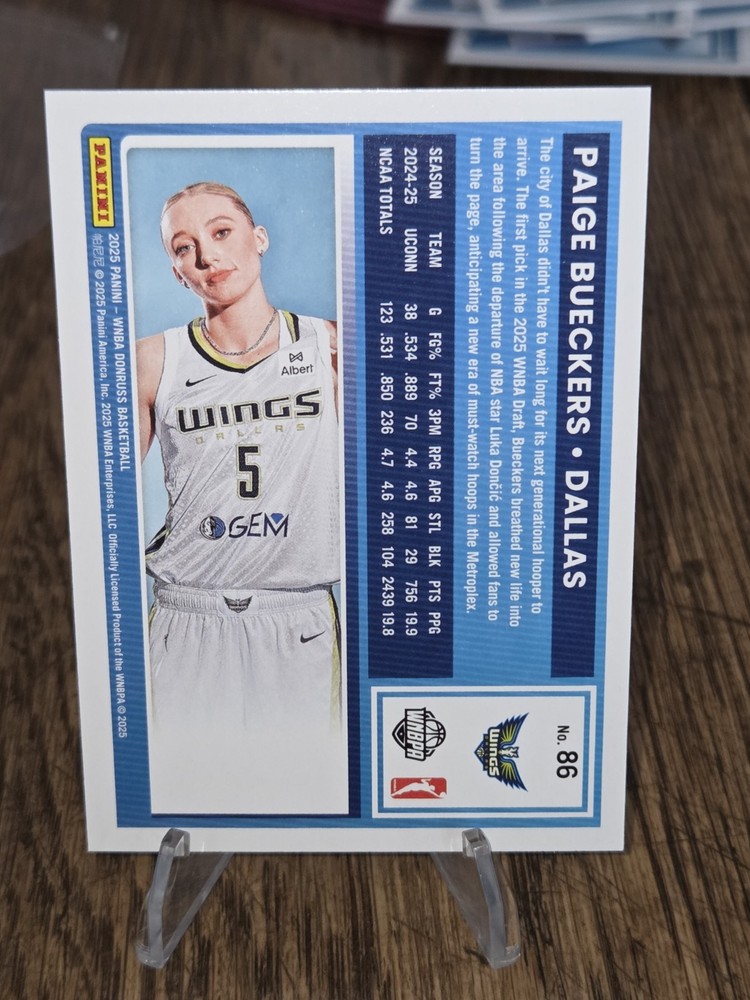 PAIGE BUECKERS • DALLAS
The city of Dallas didn't have to wait long for its next generational hooper to
arrive. The first pick in the 2025 WNBA Draft, Bueckers breathed new life into
the area following the departure of NBA star Luka Dončić and allowed fans to
turn the page, anticipating a new era of must-watch hoops in the Metroplex.
SEASON TEAM G FG% FT% 3PM RPG APG STL BLK PTS PPG
2024-25 UCONN 38 .534 .889 70 4.4 4.6 81 29 756 19.9
NCAA TOTALS 123 .531 .850 236 4.7 4.6 258 104 2439 19.8
No. 86
WINGS
WNBPA
Albert
WINGS
DALLAS
5
GEM
PANINI
2025 PANINI – WNBA DONRUSS BASKETBALL
帕尼尼 © 2025 Panini America, Inc. 2025 WNBA Enterprises, LLC Officially Licensed Product of the WNBPA © 2025